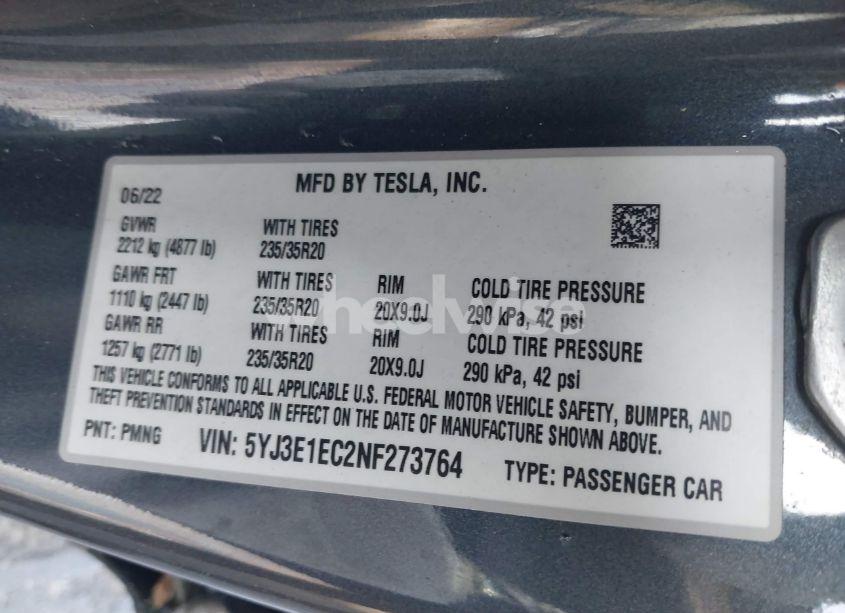 MFD BY TESLA, INC.
06/22
GVWR WITH TIRES
2212 kg (4877 lb) 235/35R20
GAWR FRT WITH TIRES RIM COLD TIRE PRESSURE
1110 kg (2447 lb) 235/35R20 20X9.0J 290 kPa, 42 psi
GAWR RR WITH TIRES RIM COLD TIRE PRESSURE
1257 kg (2771 lb) 235/35R20 20X9.0J 290 kPa, 42 psi
THIS VEHICLE CONFORMS TO ALL APPLICABLE U.S. FEDERAL MOTOR VEHICLE SAFETY, BUMPER, AND
THEFT PREVENTION STANDARDS IN EFFECT ON THE DATE OF MANUFACTURE SHOWN ABOVE.
PNT: PMNG VIN: 5YJ3E1EC2NF273764 TYPE: PASSENGER CAR
wheelwise